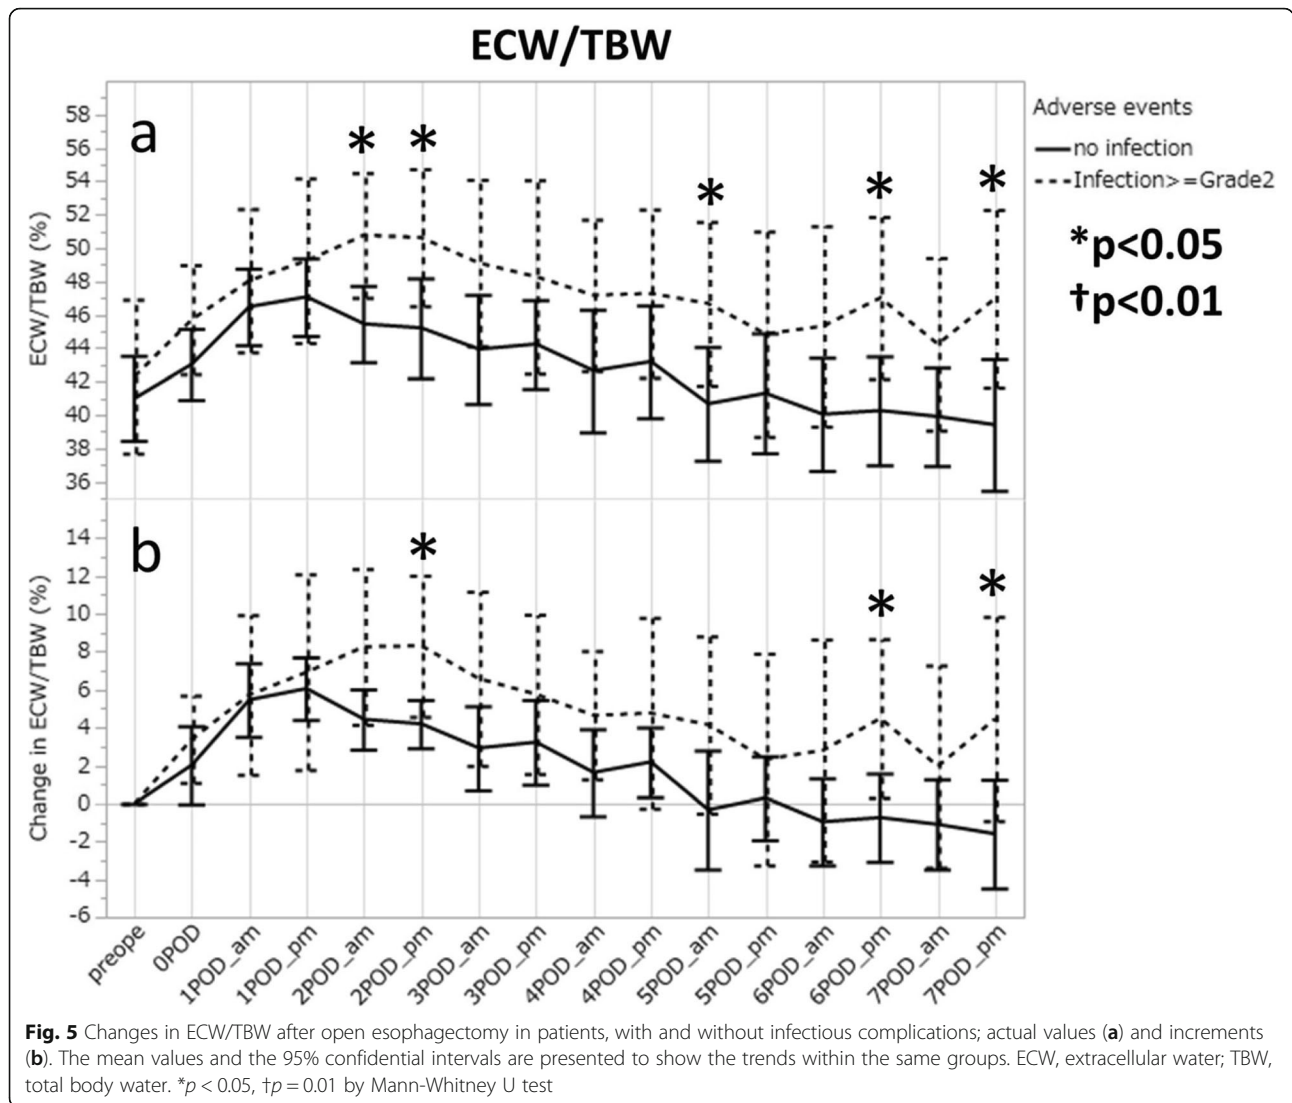 ECW/TBW
a
* * * * *
ECW/TBW (%)
58
56
54
52
50
48
46
44
42
40
38
36
Adverse events
no infection
Infection>=Grade2
*p<0.05
†p<0.01
b
* * *
Change in ECW/TBW (%)
14
12
10
8
6
4
2
0
-2
-4
-6
preope
0POD
1POD_am
1POD_pm
2POD_am
2POD_pm
3POD_am
3POD_pm
4POD_am
4POD_pm
5POD_am
5POD_pm
6POD_am
6POD_pm
7POD_am
7POD_pm
Fig. 5 Changes in ECW/TBW after open esophagectomy in patients, with and without infectious complications; actual values (a) and increments
(b). The mean values and the 95% confidential intervals are presented to show the trends within the same groups. ECW, extracellular water; TBW,
total body water. *p < 0.05, †p = 0.01 by Mann-Whitney U test